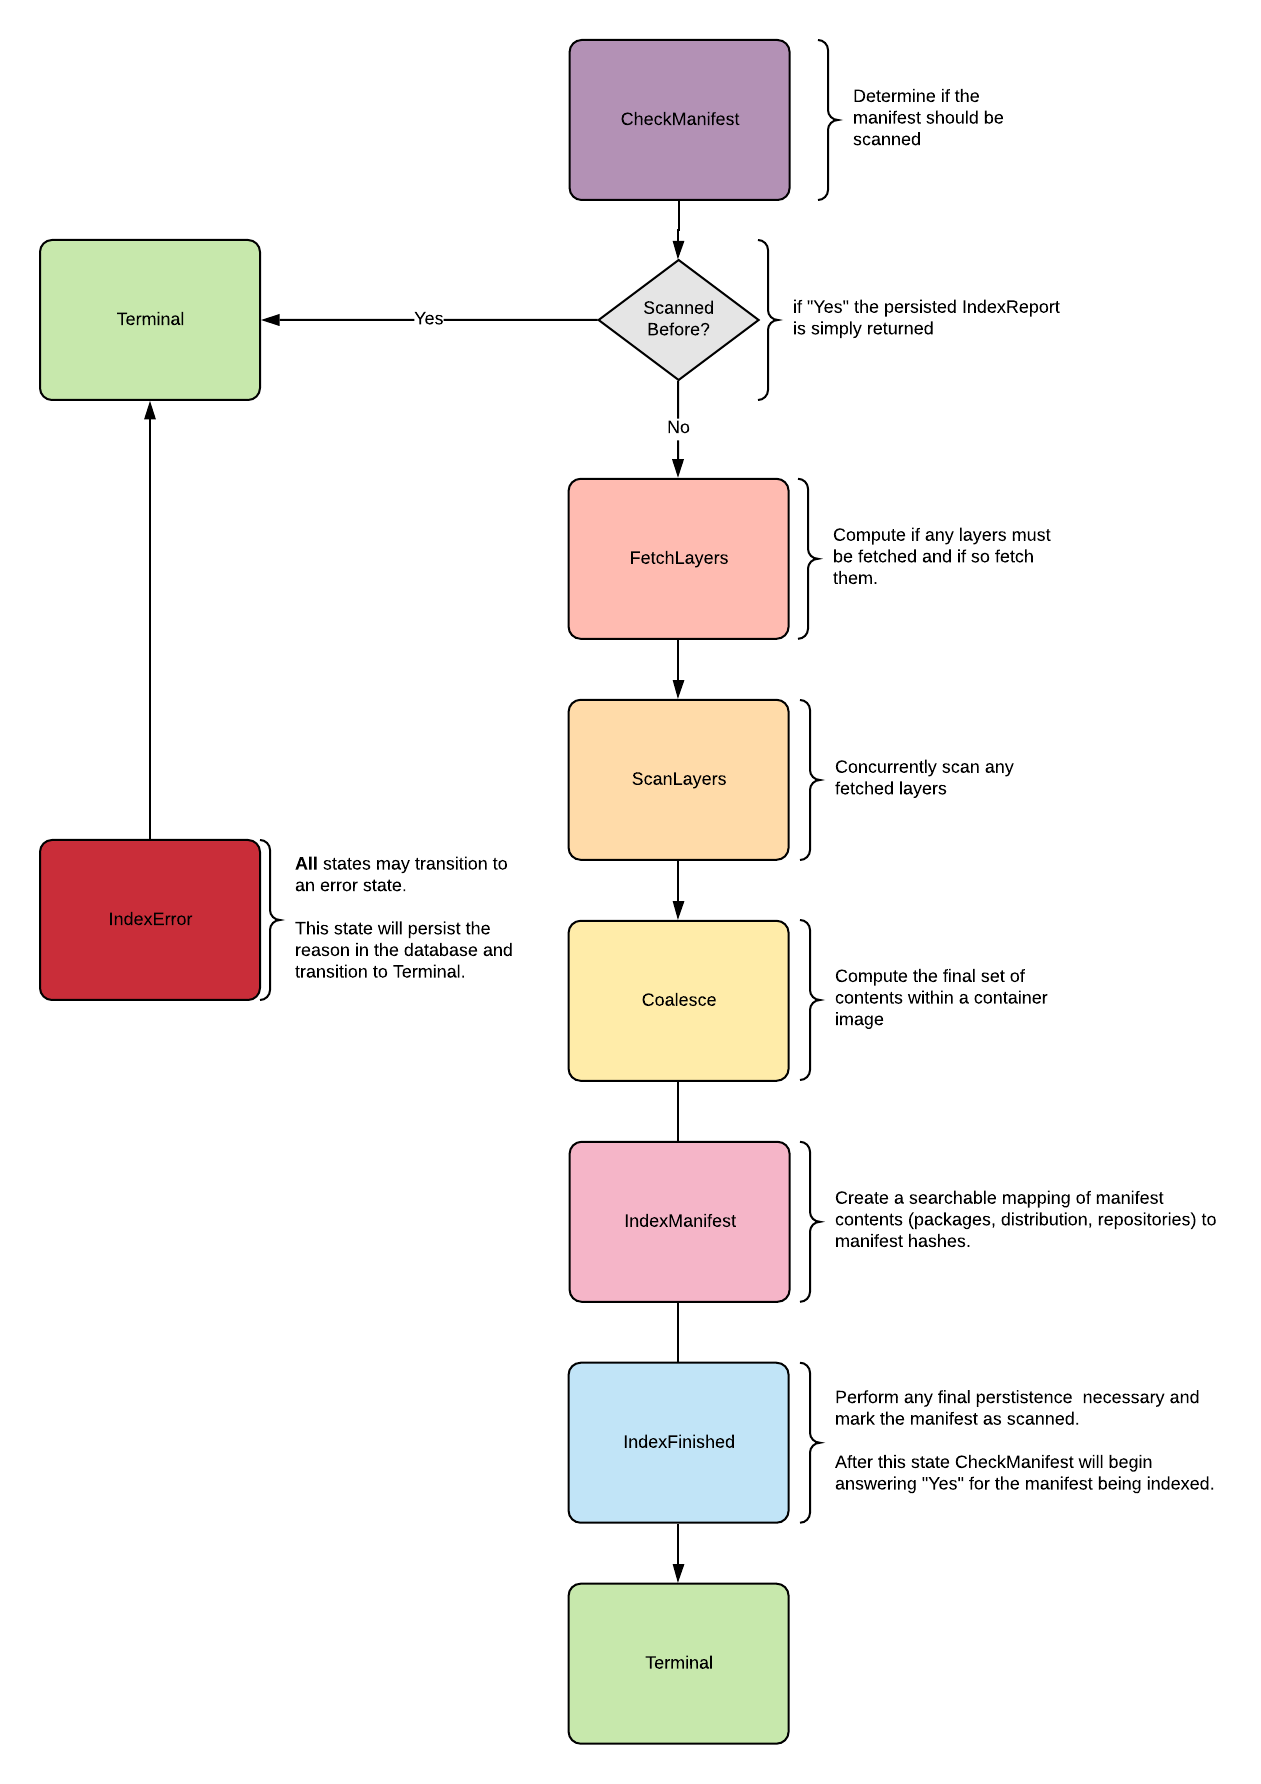 CheckManifest
Determine if the
manifest should be
scanned
Terminal
Yes
Scanned
Before?
if "Yes" the persisted IndexReport
is simply returned
No
FetchLayers
Compute if any layers must
be fetched and if so fetch
them.
ScanLayers
Concurrently scan any
fetched layers
IndexError
All states may transition to
an error state.
This state will persist the
reason in the database and
transition to Terminal.
Coalesce
Compute the final set of
contents within a container
image
IndexManifest
Create a searchable mapping of manifest
contents (packages, distribution, repositories) to
manifest hashes.
IndexFinished
Perform any final perstistence  necessary and
mark the manifest as scanned.
After this state CheckManifest will begin
answering "Yes" for the manifest being indexed.
Terminal